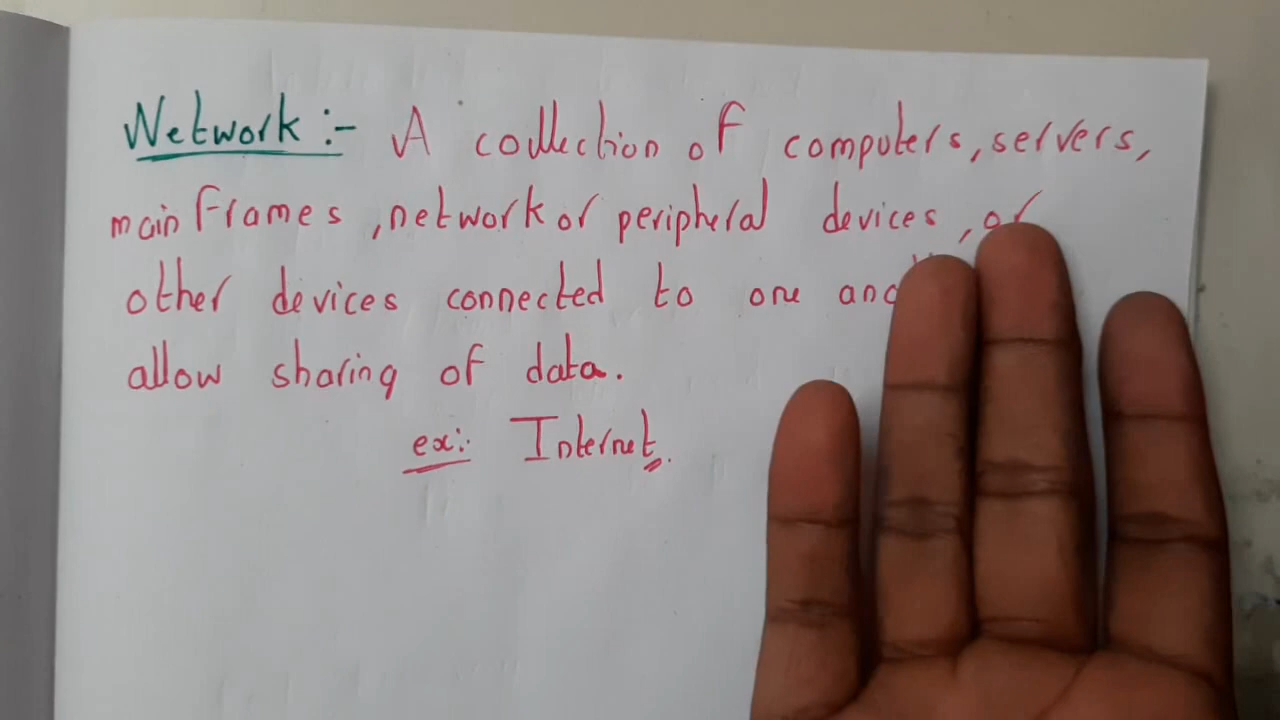 Network :- A collection of computers, servers,
mainframes, network or peripheral devices, or
other devices connected to one
allow sharing of data.
ex:- Internet.